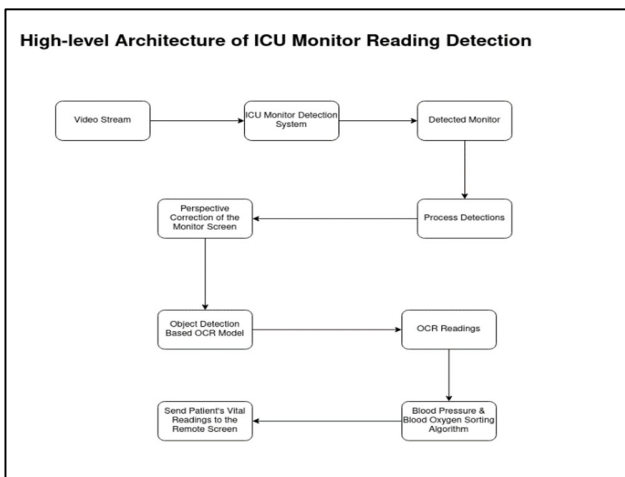 High-level Architecture of ICU Monitor Reading Detection
Video Stream
ICU Monitor Detection
System
Detected Monitor
Perspective
Correction of the
Monitor Screen
Process Detections
Object Detection
Based OCR Model
OCR Readings
Send Patient's Vital
Readings to the
Remote Screen
Blood Pressure &
Blood Oxygen Sorting
Algorithm